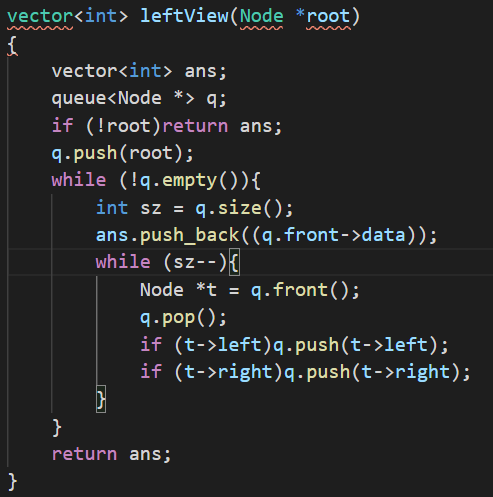 vector<int> leftView(Node *root)
{
    vector<int> ans;
    queue<Node *> q;
    if (!root)return ans;
    q.push(root);
    while (!q.empty()){
        int sz = q.size();
        ans.push_back((q.front->data));
        while (sz--){
            Node *t = q.front();
            q.pop();
            if (t->left)q.push(t->left);
            if (t->right)q.push(t->right);
        }
    }
    return ans;
}